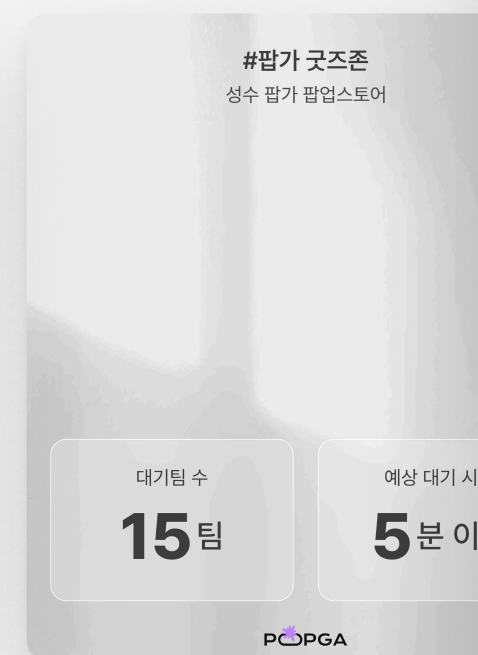 #팝가 굿즈존
성수 팝가 팝업스토어
대기팀 수
15팀
예상 대기 시
5분 이
POPGA